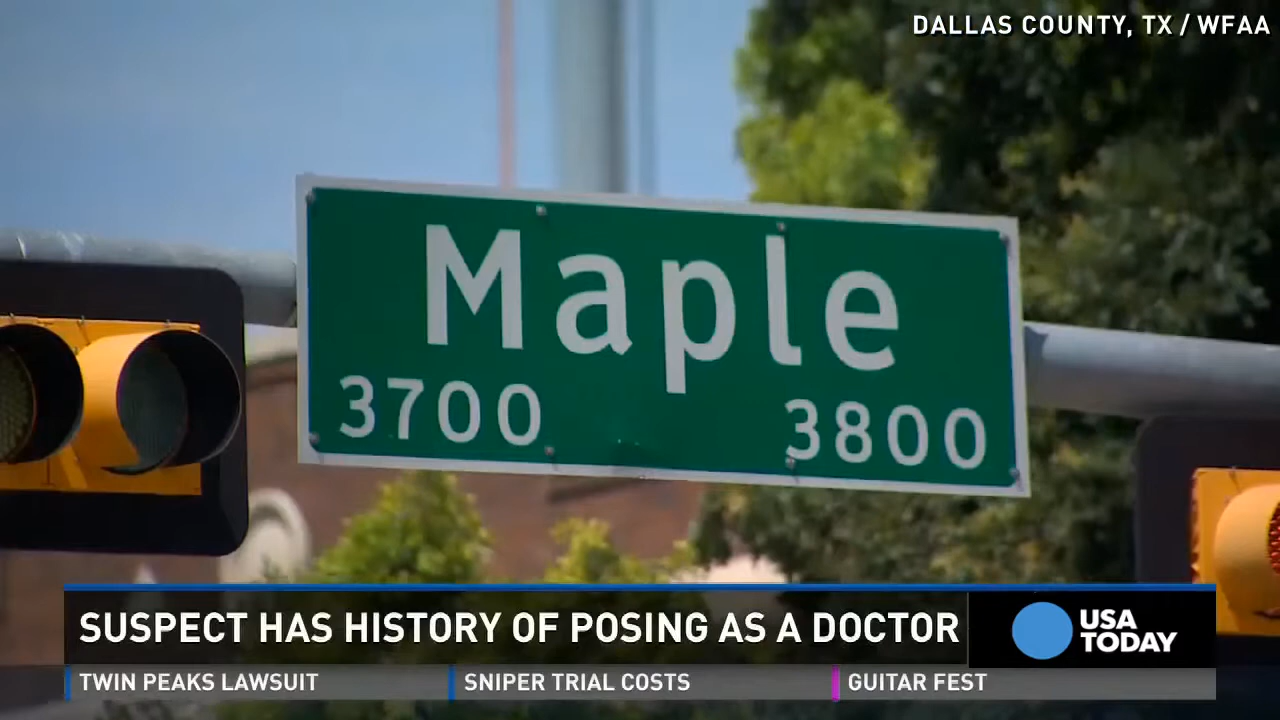 DALLAS COUNTY, TX / WFAA
Maple
3700 3800
SUSPECT HAS HISTORY OF POSING AS A DOCTOR
USA
TODAY
TWIN PEAKS LAWSUIT SNIPER TRIAL COSTS GUITAR FEST